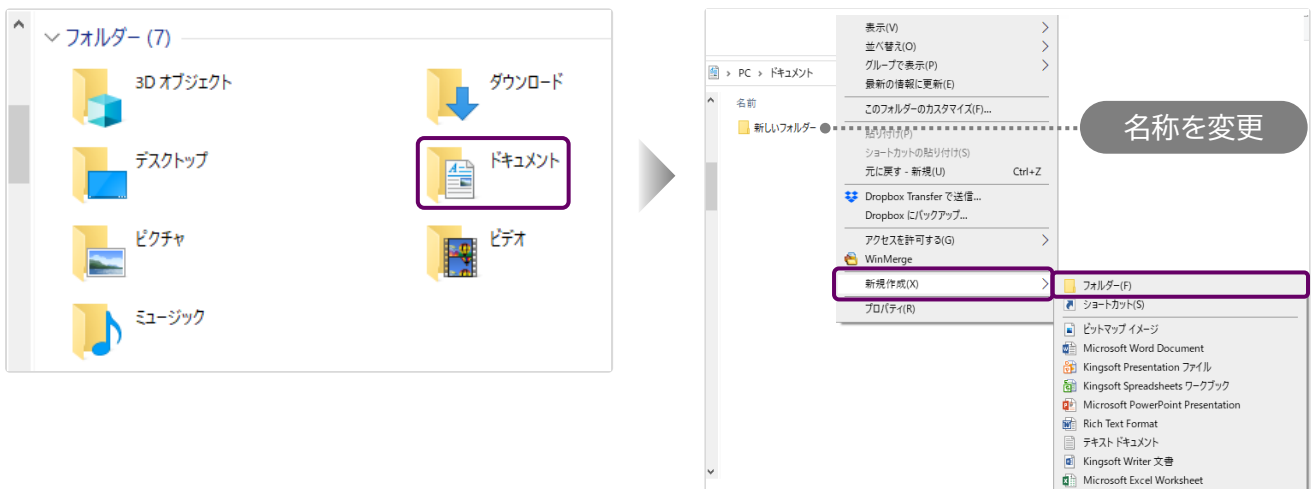 フォルダー (7)
3D オブジェクト
ダウンロード
デスクトップ
ドキュメント
ピクチャ
ビデオ
ミュージック
PC › ドキュメント
名前
新しいフォルダー
表示(V)
並べ替え(O)
グループで表示(P)
最新の情報に更新(E)
このフォルダーのカスタマイズ(F)...
貼り付け(P)
ショートカットの貼り付け(S)
元に戻す - 新規(U) Ctrl+Z
Dropbox Transfer で送信...
Dropbox にバックアップ...
アクセスを許可する(G)
WinMerge
新規作成(X)
プロパティ(R)
名称を変更
フォルダー(F)
ショートカット(S)
ビットマップ イメージ
Microsoft Word Document
Kingsoft Presentation ファイル
Kingsoft Spreadsheets ワークブック
Microsoft PowerPoint Presentation
Rich Text Format
テキスト ドキュメント
Kingsoft Writer 文書
Microsoft Excel Worksheet